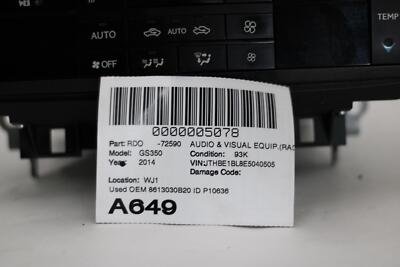 AUTO
AUTO
TEMP
OFF
0000005078
Part: RDO -72590 AUDIO & VISUAL EQUIP.(RAD
Model: GS350 Condition: 93K
Year: 2014 VIN:JTHBE1BL8E5040505
Damage Code:
Location: WJ1
Used OEM 8613030B20 ID P10636
A649